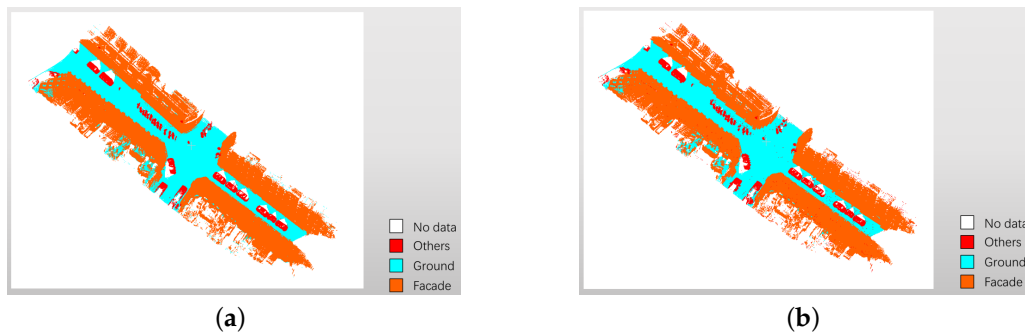 No data
Others
Ground
Facade
(a)
No data
Others
Ground
Facade
(b)